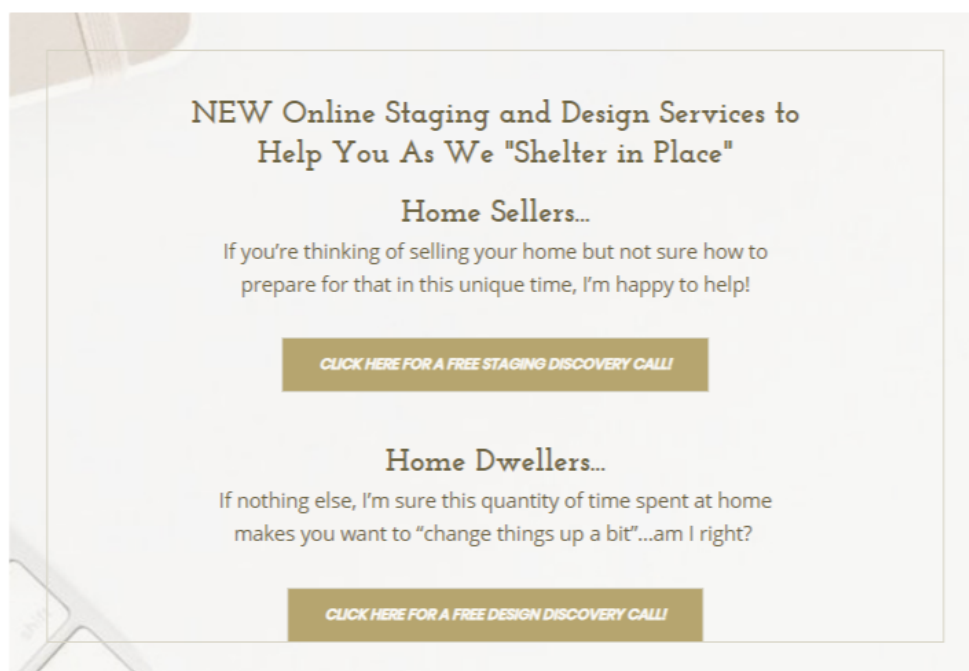 NEW Online Staging and Design Services to
Help You As We "Shelter in Place"
Home Sellers...
If you’re thinking of selling your home but not sure how to
prepare for that in this unique time, I’m happy to help!
CLICK HERE FOR A FREE STAGING DISCOVERY CALL!
Home Dwellers...
If nothing else, I’m sure this quantity of time spent at home
makes you want to “change things up a bit”...am I right?
CLICK HERE FOR A FREE DESIGN DISCOVERY CALL!
shift